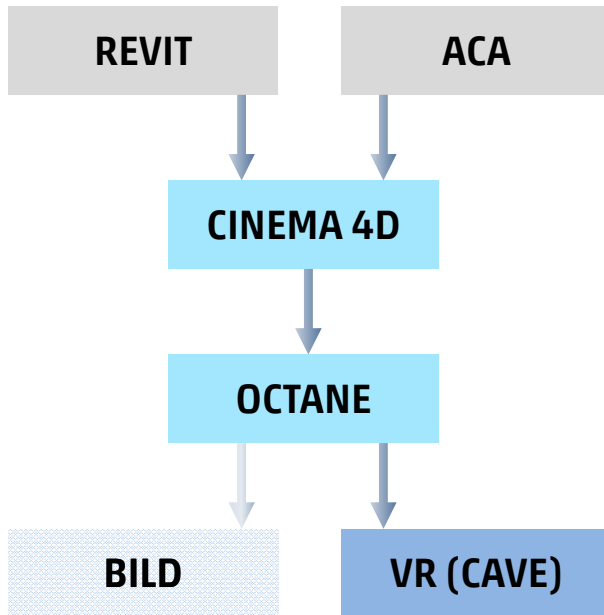 REVIT
ACA
CINEMA 4D
OCTANE
BILD
VR (CAVE)